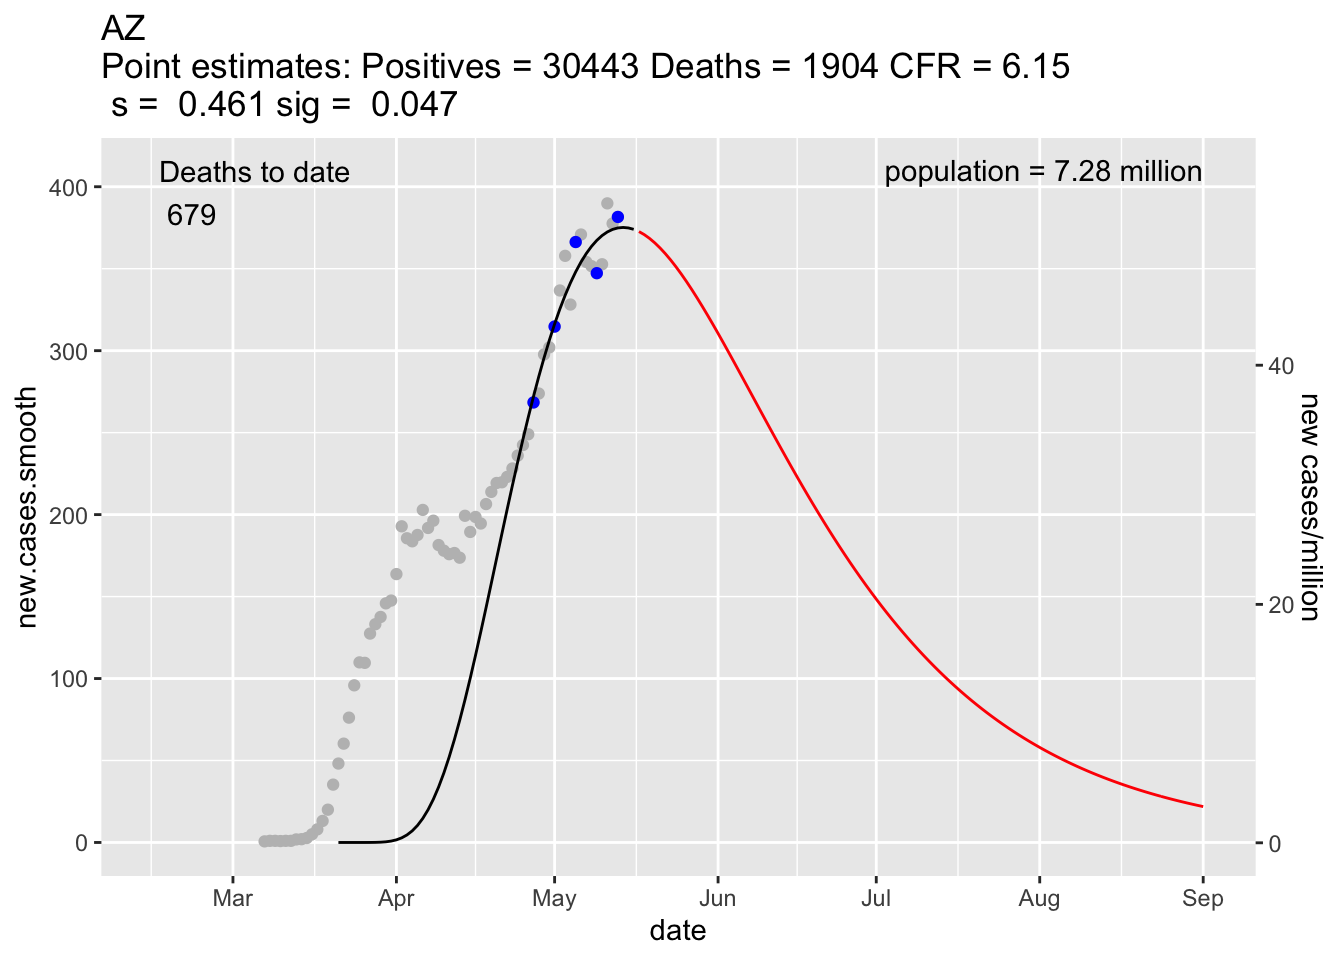 AZ
Point estimates: Positives = 30443 Deaths = 1904 CFR = 6.15
s = 0.461 sig = 0.047
Deaths to date
679
population = 7.28 million
400
300
200
100
0
new.cases.smooth
40
20
0
new cases/million
Mar Apr May Jun Jul Aug Sep
date